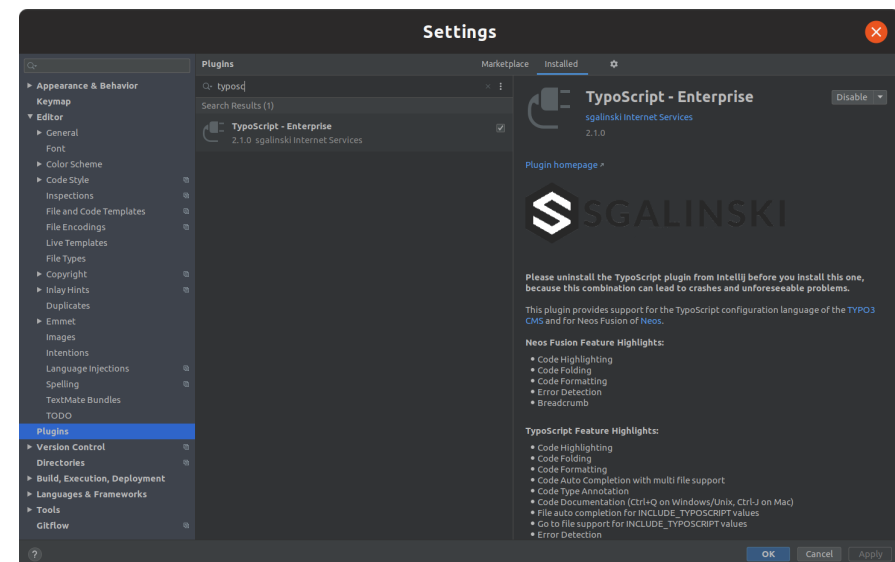 Settings
Plugins
Marketplace
Installed
Appearance & Behavior
Keymap
Editor
General
Font
Color Scheme
Code Style
Inspections
File and Code Templates
File Encodings
Live Templates
File Types
Copyright
Inlay Hints
Duplicates
Emmet
Images
Intentions
Language Injections
Spelling
TextMate Bundles
TODO
Plugins
Version Control
Directories
Build, Execution, Deployment
Languages & Frameworks
Tools
Gitflow
?
typosc
Search Results (1)
TypoScript - Enterprise
2.1.0 sgalinski Internet Services
TypoScript - Enterprise
Disable
sgalinski Internet Services
2.1.0
Plugin homepage
SGALINSKI
Please uninstall the TypoScript plugin from Intellij before you install this one,
because this combination can lead to crashes and unforeseeable problems.
This plugin provides support for the TypoScript configuration language of the TYPO3
CMS and for Neos Fusion of Neos.
Neos Fusion Feature Highlights:
• Code Highlighting
• Code Folding
• Code Formatting
• Error Detection
• Breadcrumb
TypoScript Feature Highlights:
• Code Highlighting
• Code Folding
• Code Formatting
• Code Auto Completion with multi file support
• Code Type Annotation
• Code Documentation (Ctrl+Q on Windows/Unix, Ctrl-J on Mac)
• File auto completion for INCLUDE_TYPOSCRIPT values
• Go to file support for INCLUDE_TYPOSCRIPT values
• Error Detection
OK
Cancel
Apply